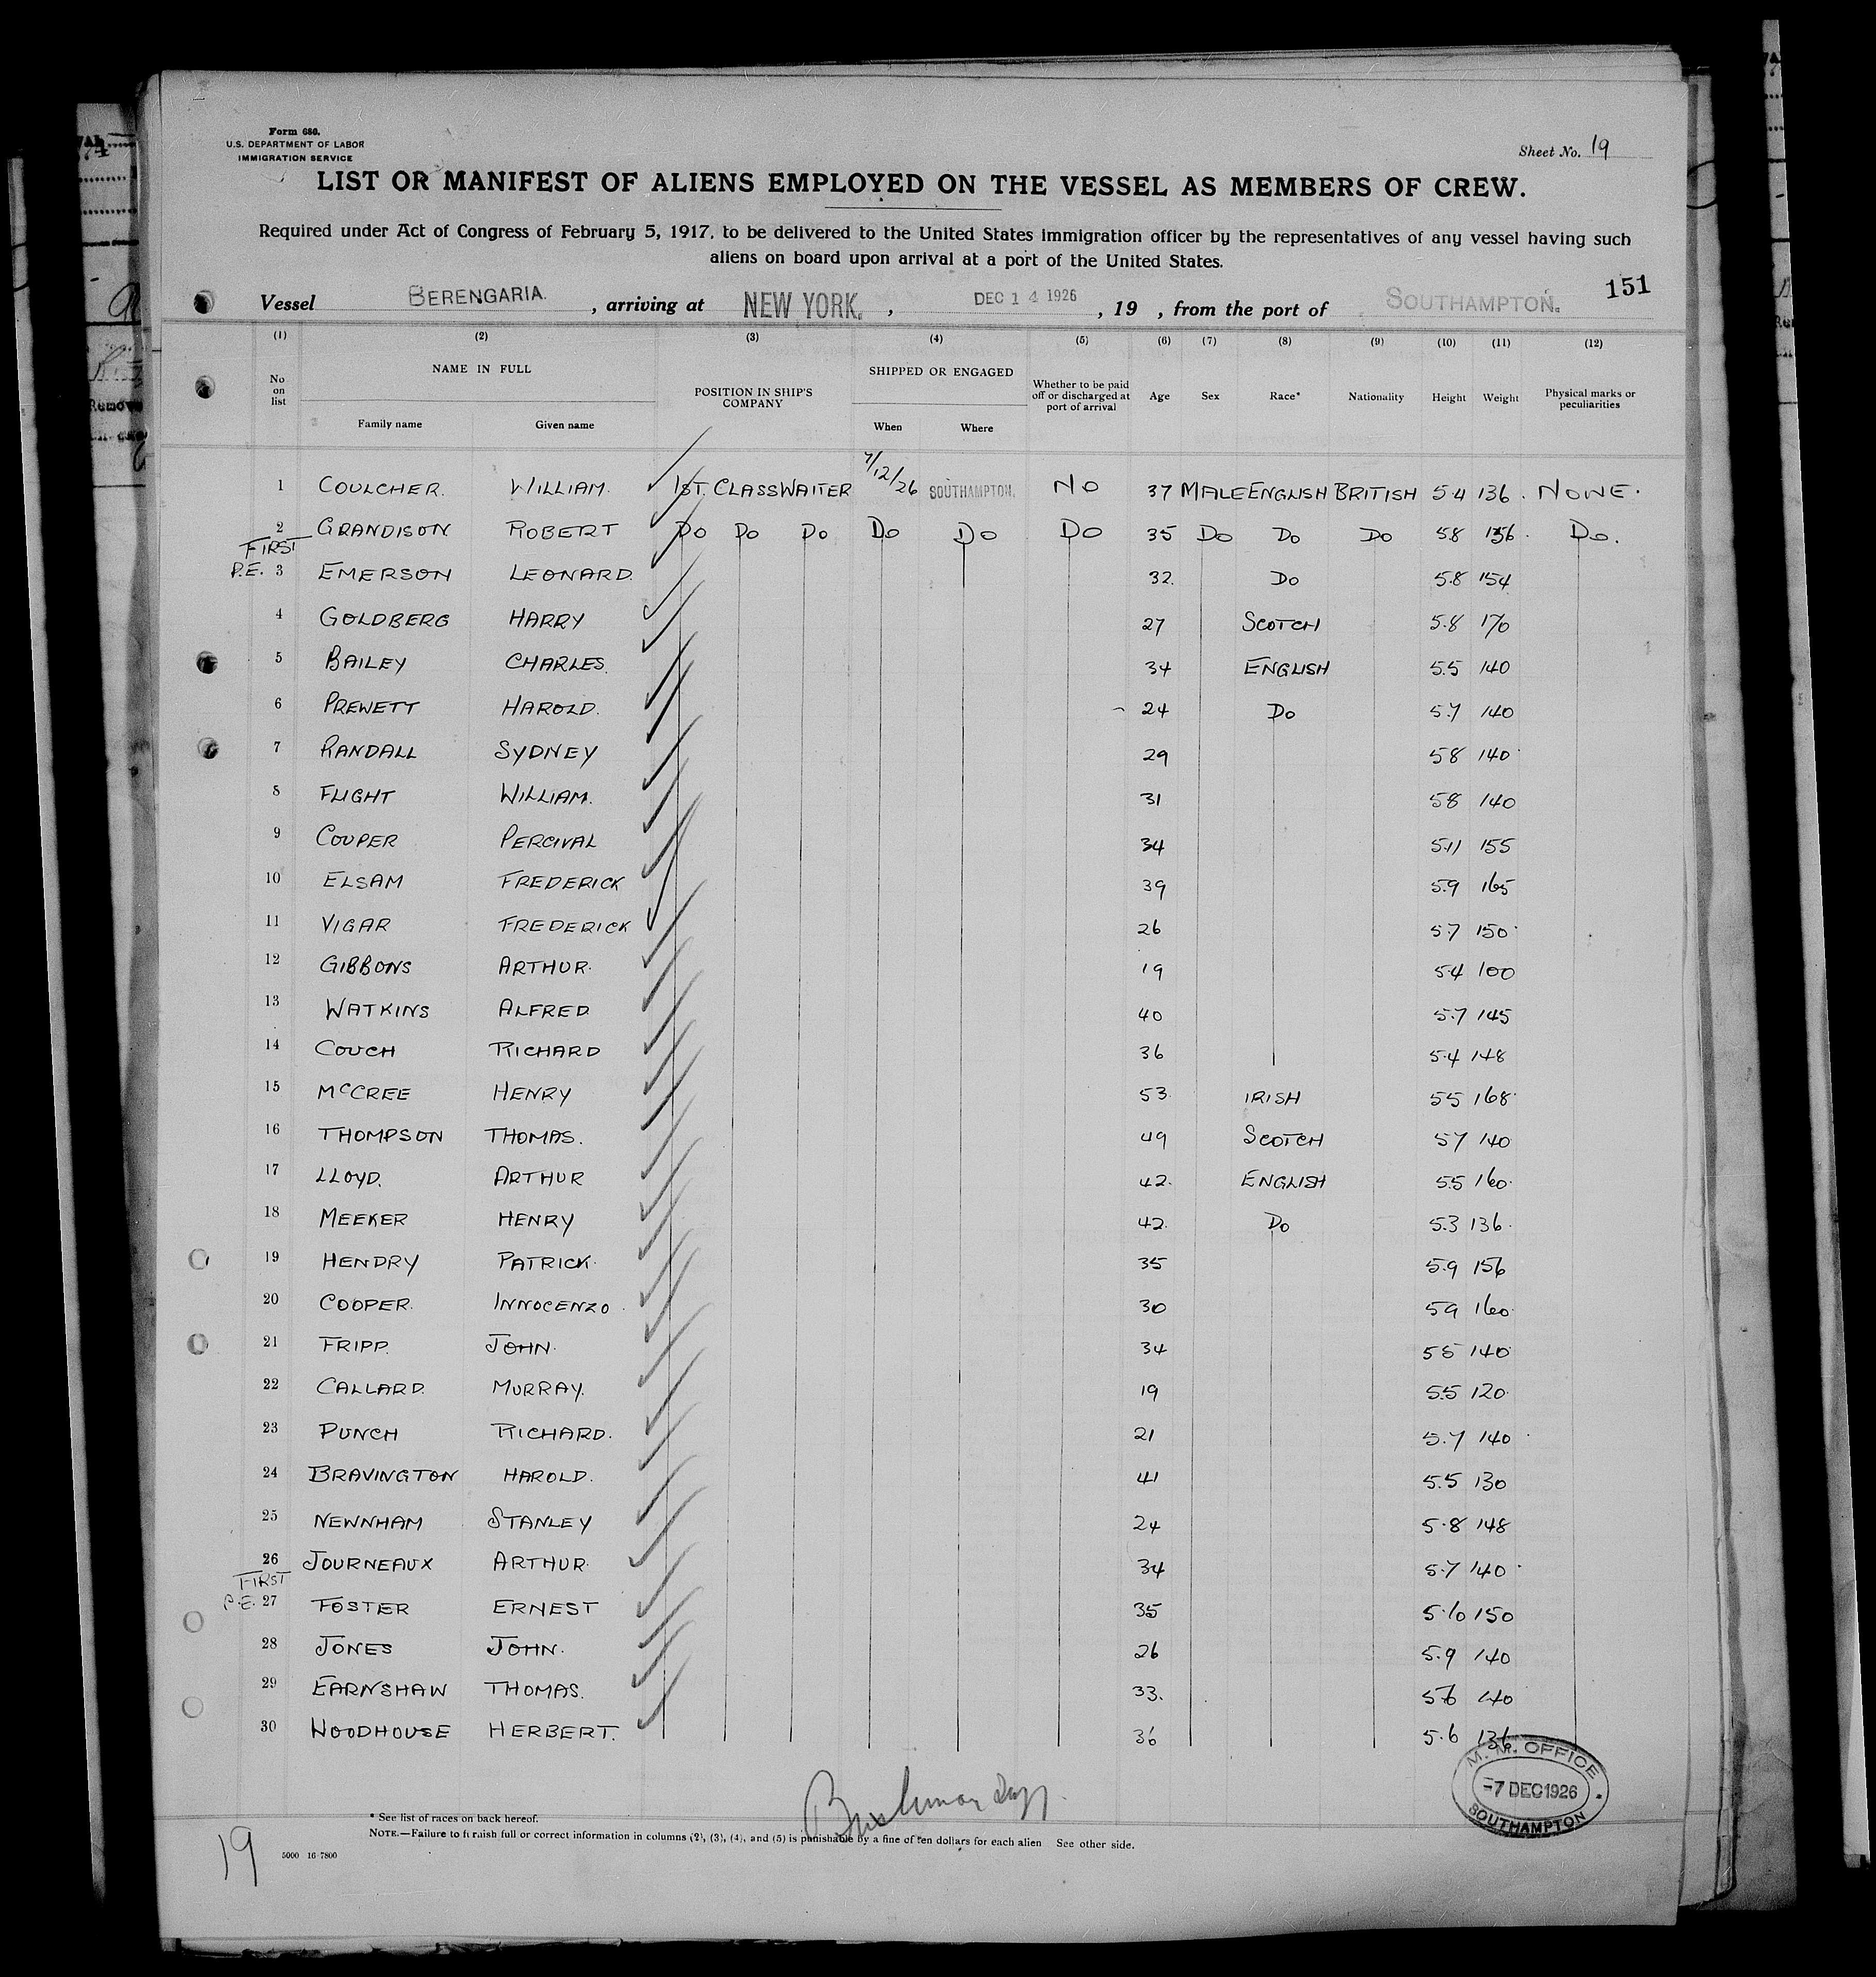 Form 680.
U.S. DEPARTMENT OF LABOR
IMMIGRATION SERVICE
Sheet No. 19
LIST OR MANIFEST OF ALIENS EMPLOYED ON THE VESSEL AS MEMBERS OF CREW.
Required under Act of Congress of February 5, 1917, to be delivered to the United States immigration officer by the representatives of any vessel having such
aliens on board upon arrival at a port of the United States.
151
Vessel BERENGARIA. , arriving at NEW YORK. , DEC 14 1926 , 19 , from the port of SOUTHAMPTON.
(1) (2) (3) (4) (5) (6) (7) (8) (9) (10) (11) (12)
No on list NAME IN FULL Family name Given name POSITION IN SHIP'S COMPANY SHIPPED OR ENGAGED When Where Whether to be paid off or discharged at port of arrival Age Sex Race* Nationality Height Weight Physical marks or peculiarities
1 COULCHER. WILLIAM. 1ST. CLASS WAITER 7/12/26 SOUTHAMPTON. NO 37 MALE ENGLISH BRITISH 5.4 136. NONE.
2 GRANDISON ROBERT DO DO DO DO DO DO 35 DO DO DO 5.8 156. DO.
FIRST
P.E. 3 EMERSON LEONARD. 32. DO 5.8 154
4 GOLDBERG HARRY 27 SCOTCH 5.8 170
5 BAILEY CHARLES. 34 ENGLISH 5.5 140
6 PREWETT HAROLD. 24 DO 5.7 140
7 RANDALL SYDNEY 29 5.8 140
8 FLIGHT WILLIAM. 31 5.8 140
9 COUPER PERCIVAL 34 5.11 155
10 ELSAM FREDERICK 39 5.9 165
11 VIGAR FREDERICK 26 5.7 150
12 GIBBONS ARTHUR. 19 5.4 100
13 WATKINS ALFRED 40 5.7 145
14 COUCH RICHARD 36 5.4 148
15 McCREE HENRY 53. IRISH 5.5 168
16 THOMPSON THOMAS. 49 SCOTCH 5.7 140
17 LLOYD. ARTHUR 42. ENGLISH 5.5 160.
18 MEEKER HENRY 42. DO 5.3 136.
19 HENDRY PATRICK. 35 5.9 156
20 COOPER. INNOCENZO. 30 5.9 160.
21 FRIPP. JOHN. 34 5.5 140
22 CALLARD. MURRAY. 19 5.5 120.
23 PUNCH RICHARD. 21 5.7 140.
24 BRAVINGTON HAROLD. 41 5.5 130
25 NEWNHAM STANLEY 24 5.8 148
26 JOURNEAUX ARTHUR. 34 5.7 140.
FIRST
P.E. 27 FOSTER ERNEST 35 5.10 150
28 JONES JOHN. 26 5.9 140
29 EARNSHAW THOMAS. 33. 5.6 140
30 WOODHOUSE HERBERT. 36 5.6 136
M. M. OFFICE
-7 DEC 1926
SOUTHAMPTON
* See list of races on back hereof.
NOTE.—Failure to furnish full or correct information in columns (2), (3), (4), and (5) is punishable by a fine of ten dollars for each alien See other side.
19
5000 16-7800